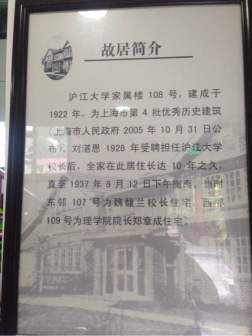 故居简介
沪江大学家属楼 108 号，建成于
1922 年，为上海市第 4 批优秀历史建筑
（上海市人民政府 2005 年 10 月 31 日公
布）。刘湛恩 1928 年受聘担任沪江大学
校长后，全家在此居住长达 10 年之久，
直至 1937 年 8 月 12 日下午 当时
东邻 107 号为魏馥兰校长住宅，西邻
109 号为理学院院长郑章成住宅。